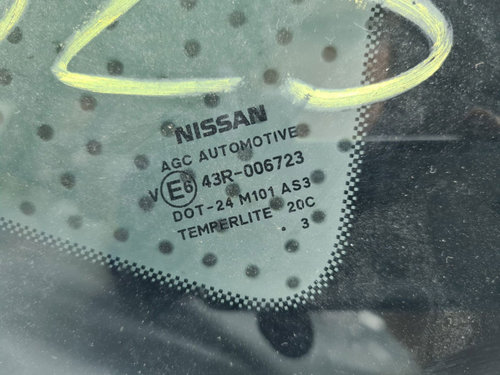 NISSAN
AGC AUTOMOTIVE
V E6 43R-006723
DOT-24 M101 AS3
TEMPERLITE 20C
. 3